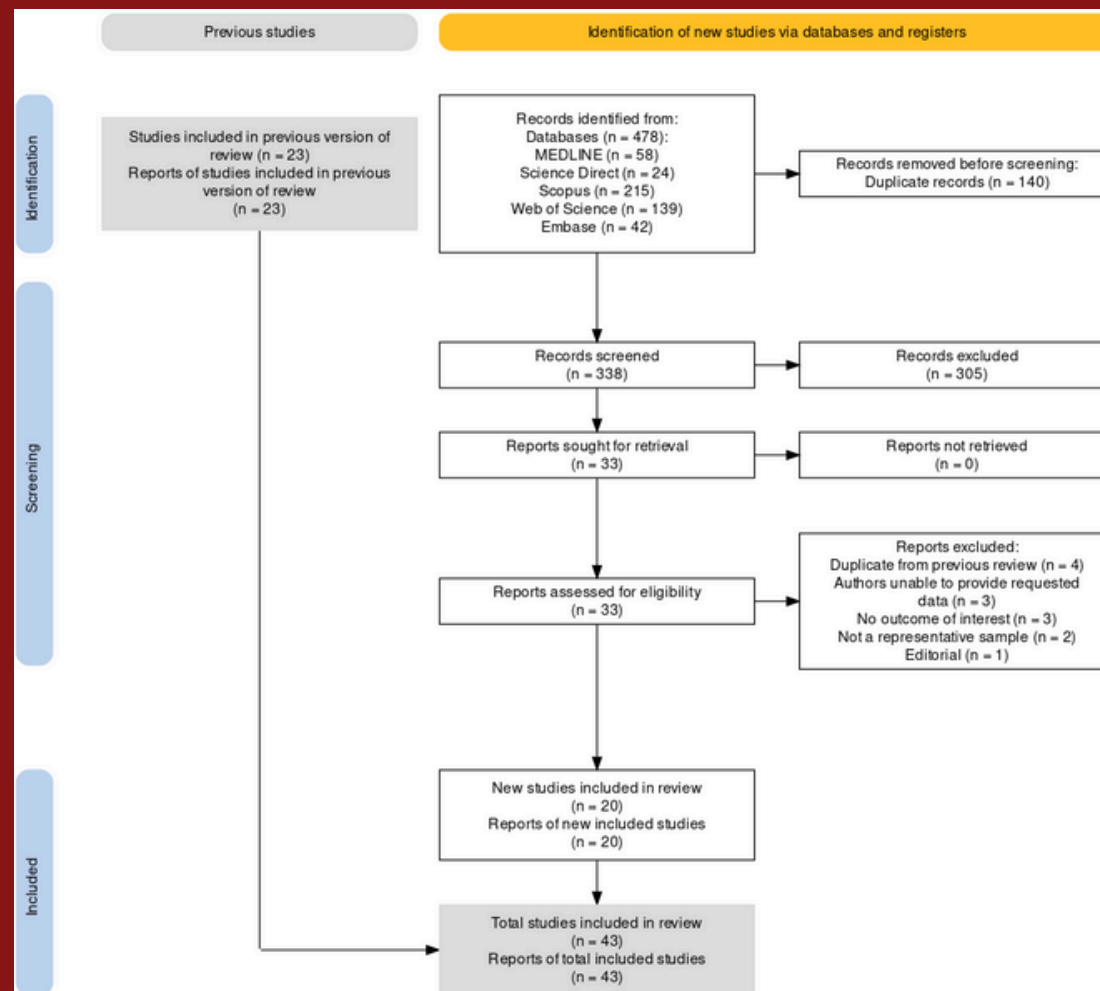 Previous studies
Identification of new studies via databases and registers
Identification
Studies included in previous version of
review (n = 23)
Reports of studies included in previous
version of review
(n = 23)
Records identified from:
Databases (n = 478):
MEDLINE (n = 58)
Science Direct (n = 24)
Scopus (n = 215)
Web of Science (n = 139)
Embase (n = 42)
Records removed before screening:
Duplicate records (n = 140)
Screening
Records screened
(n = 338)
Records excluded
(n = 305)
Reports sought for retrieval
(n = 33)
Reports not retrieved
(n = 0)
Reports assessed for eligibility
(n = 33)
Reports excluded:
Duplicate from previous review (n = 4)
Authors unable to provide requested
data (n = 3)
No outcome of interest (n = 3)
Not a representative sample (n = 2)
Editorial (n = 1)
Included
New studies included in review
(n = 20)
Reports of new included studies
(n = 20)
Total studies included in review
(n = 43)
Reports of total included studies
(n = 43)